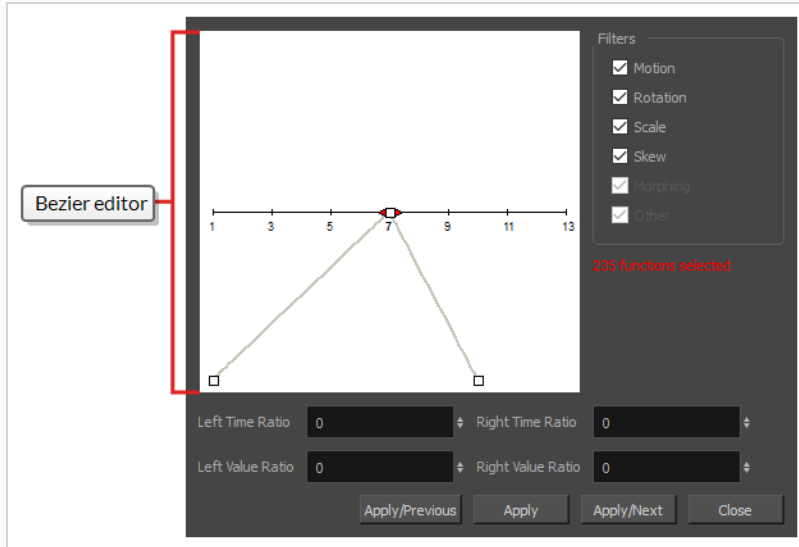 Filters
Motion
Rotation
Scale
Skew
Morphing
Other
Bezier editor
1 3 5 7 9 11 13
235 functions selected
Left Time Ratio 0 Right Time Ratio 0
Left Value Ratio 0 Right Value Ratio 0
Apply/Previous Apply Apply/Next Close